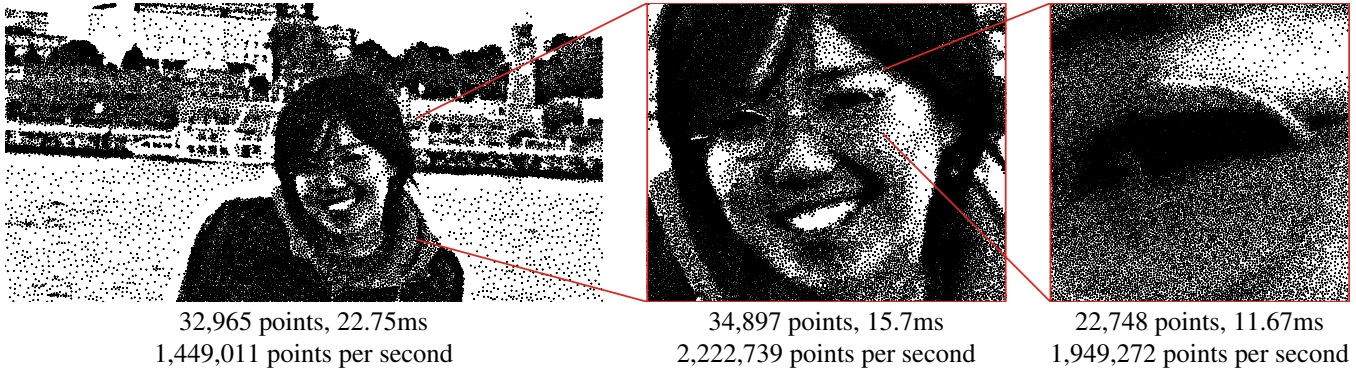 32,965 points, 22.75ms
1,449,011 points per second
34,897 points, 15.7ms
2,222,739 points per second
22,748 points, 11.67ms
1,949,272 points per second